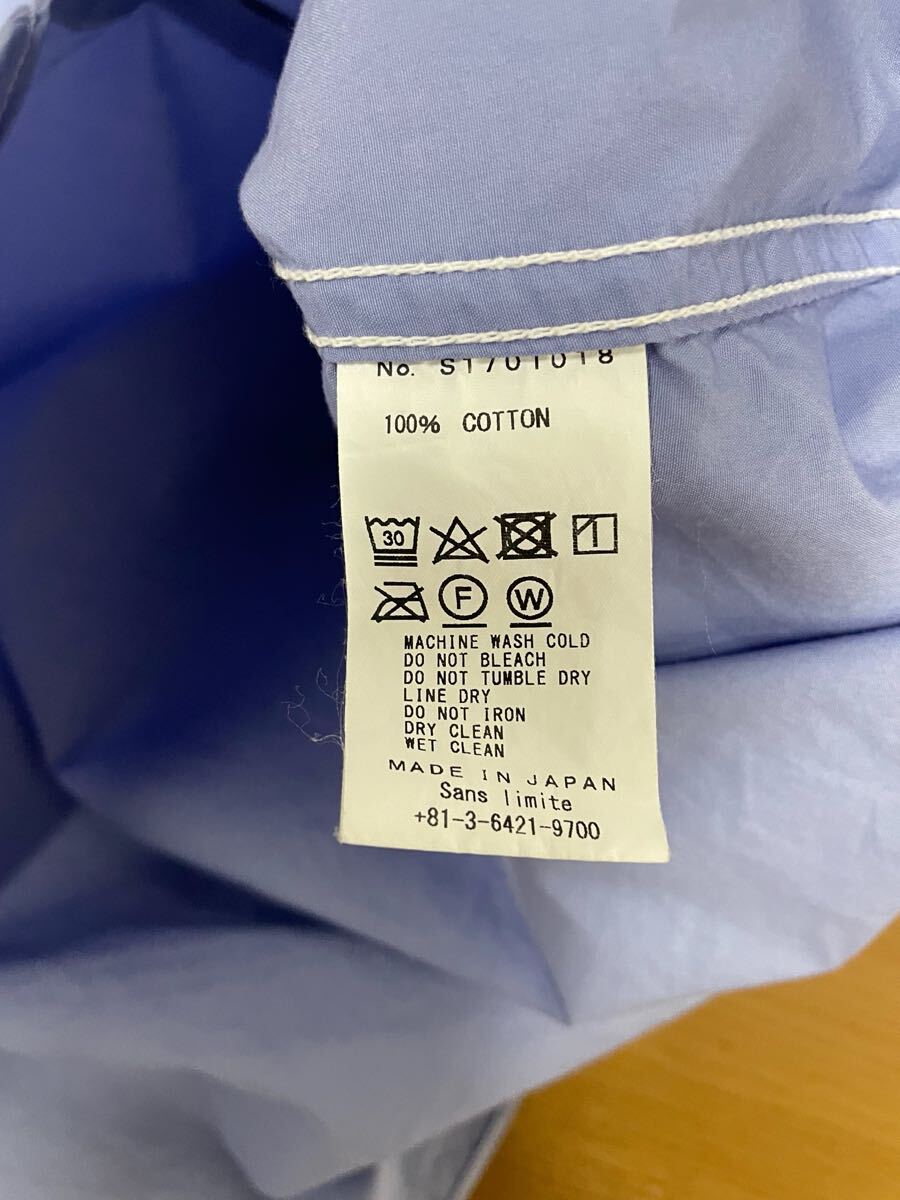 No. S1701018
100% COTTON
30
F W
MACHINE WASH COLD
DO NOT BLEACH
DO NOT TUMBLE DRY
LINE DRY
DO NOT IRON
DRY CLEAN
WET CLEAN
MADE IN JAPAN
Sans limite
+81-3-6421-9700